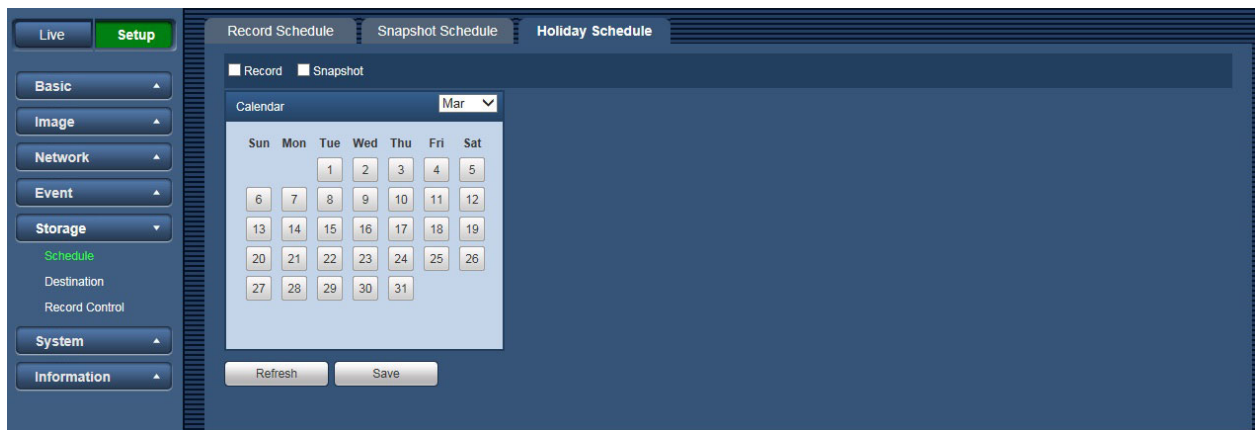 Live Setup
Basic
Image
Network
Event
Storage
Schedule
Destination
Record Control
System
Information
Record Schedule Snapshot Schedule Holiday Schedule
Record Snapshot
Calendar Mar
Sun Mon Tue Wed Thu Fri Sat
1 2 3 4 5
6 7 8 9 10 11 12
13 14 15 16 17 18 19
20 21 22 23 24 25 26
27 28 29 30 31
Refresh Save